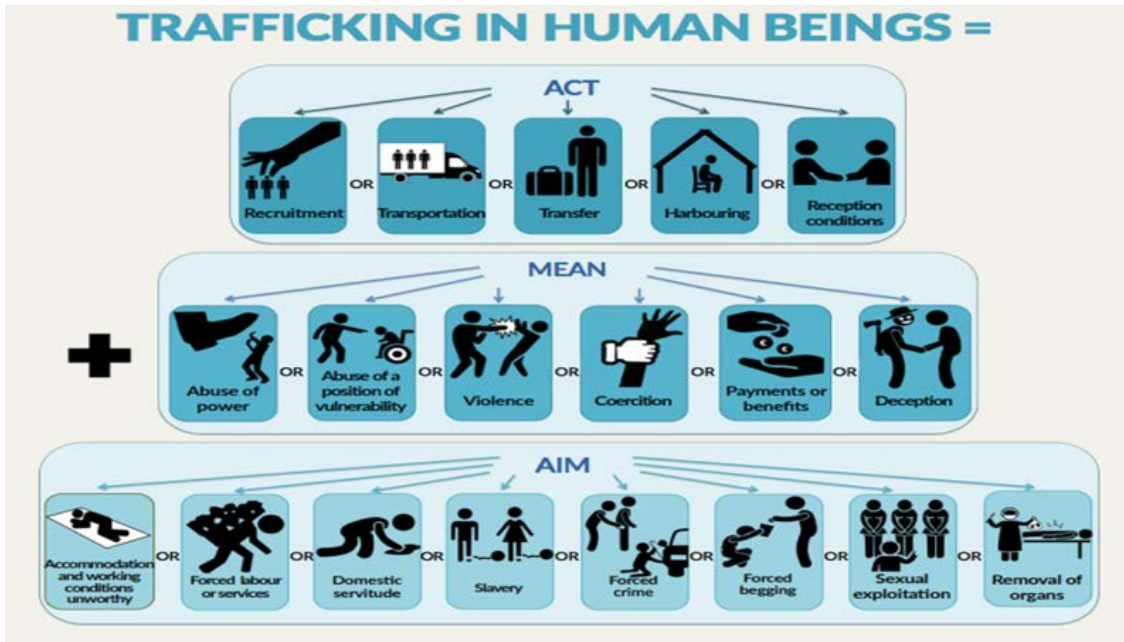 TRAFFICKING IN HUMAN BEINGS =
ACT
Recruitment
OR
Transportation
OR
Transfer
OR
Harbouring
OR
Reception
conditions
MEAN
Abuse of
power
OR
Abuse of a
position of
vulnerability
OR
Violence
OR
Coercition
OR
Payments or
benefits
OR
Deception
AIM
Accommodation
and working
conditions
unworthy
OR
Forced labour
or services
OR
Domestic
servitude
OR
Slavery
OR
Forced
crime
OR
Forced
begging
OR
Sexual
exploitation
OR
Removal of
organs